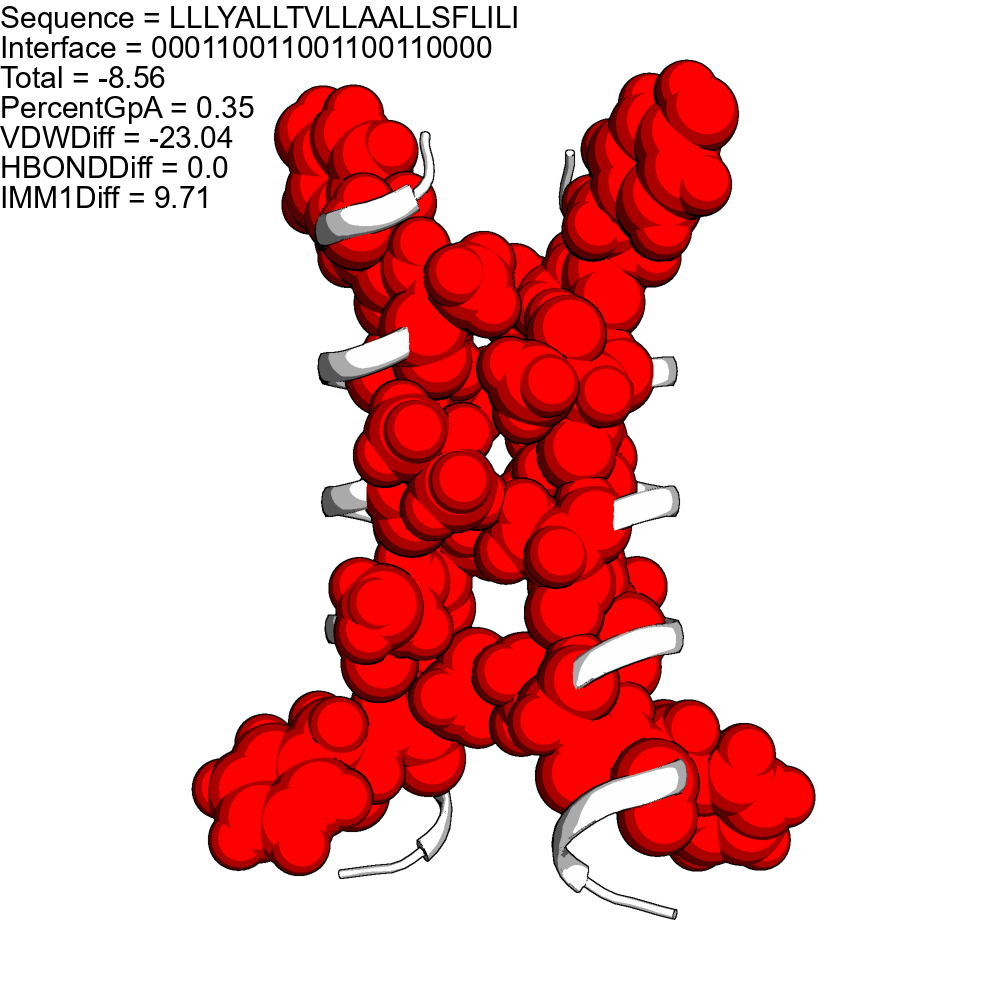 Sequence = LLLYALLTVLLAALLSFLILI
Interface = 000110011001100110000
Total = -8.56
PercentGpA = 0.35
VDWDiff = -23.04
HBONDDiff = 0.0
IMM1Diff = 9.71